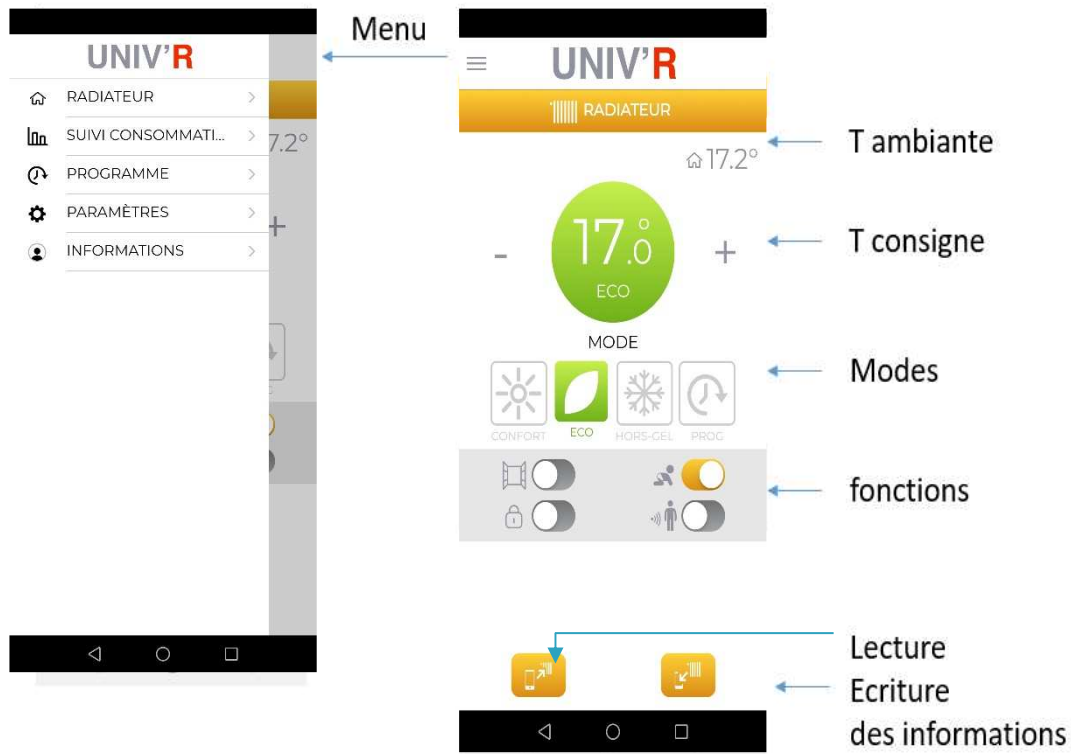 UNIV'R
RADIATEUR
SUIVI CONSOMMATI...
PROGRAMME
PARAMÈTRES
INFORMATIONS
7.2°
+
Menu
UNIV'R
RADIATEUR
17.2°
- 17.0° +
ECO
MODE
CONFORT ECO HORS-GEL PROG
T ambiante
T consigne
Modes
fonctions
Lecture
Ecriture
des informations